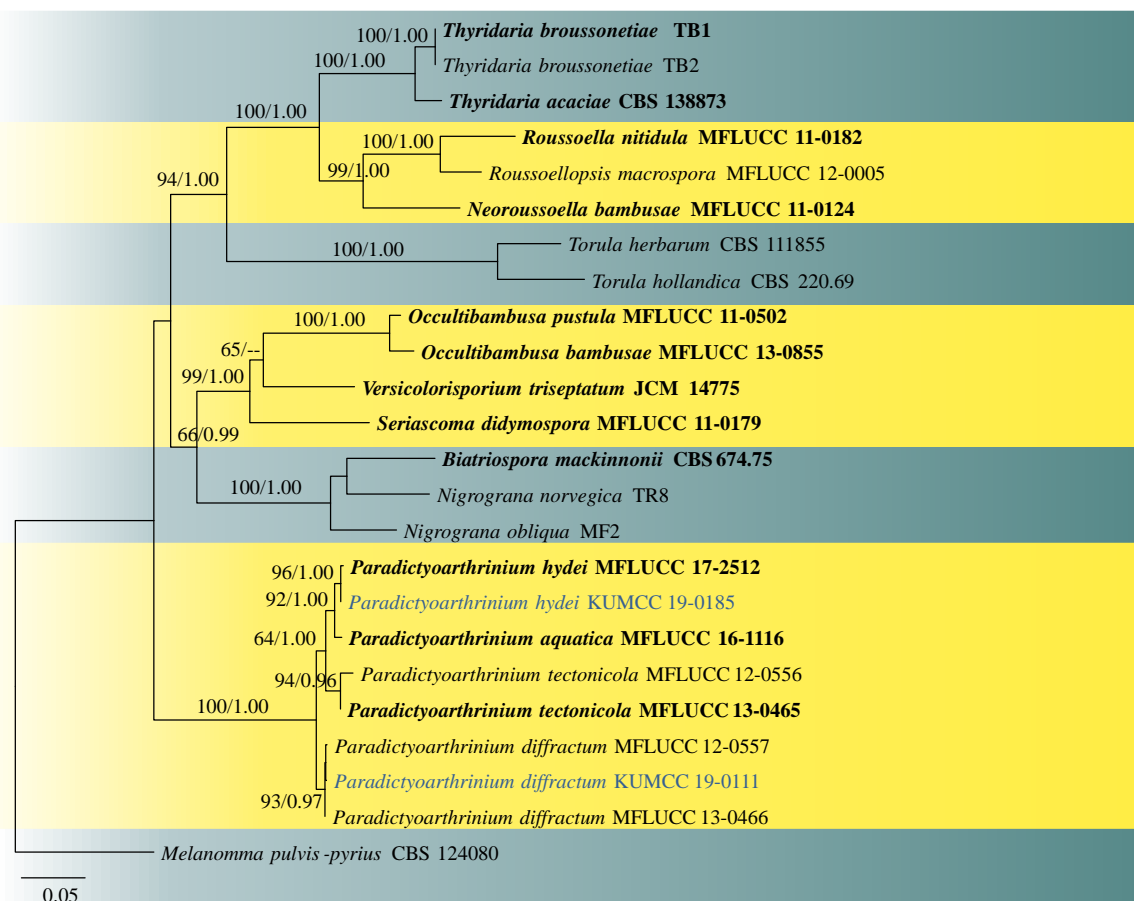 100/1.00
Thyridaria broussonetiae TB1
100/1.00
Thyridaria broussonetiae TB2
Thyridaria acaciae CBS 138873
100/1.00
100/1.00
Roussoella nitidula MFLUCC 11-0182
99/1.00
Roussoellopsis macrospora MFLUCC 12-0005
94/1.00
Neoroussoella bambusae MFLUCC 11-0124
100/1.00
Torula herbarum CBS 111855
Torula hollandica CBS 220.69
100/1.00
Occultibambusa pustula MFLUCC 11-0502
65/--
Occultibambusa bambusae MFLUCC 13-0855
99/1.00
Versicolorisporium triseptatum JCM 14775
Seriascoma didymospora MFLUCC 11-0179
66/0.99
Biatriospora mackinnonii CBS 674.75
100/1.00
Nigrograna norvegica TR8
Nigrograna obliqua MF2
96/1.00
Paradictyoarthrinium hydei MFLUCC 17-2512
92/1.00
Paradictyoarthrinium hydei KUMCC 19-0185
64/1.00
Paradictyoarthrinium aquatica MFLUCC 16-1116
94/0.96
Paradictyoarthrinium tectonicola MFLUCC 12-0556
100/1.00
Paradictyoarthrinium tectonicola MFLUCC 13-0465
Paradictyoarthrinium diffractum MFLUCC 12-0557
Paradictyoarthrinium diffractum KUMCC 19-0111
93/0.97
Paradictyoarthrinium diffractum MFLUCC 13-0466
Melanomma pulvis-pyrius CBS 124080
0.05